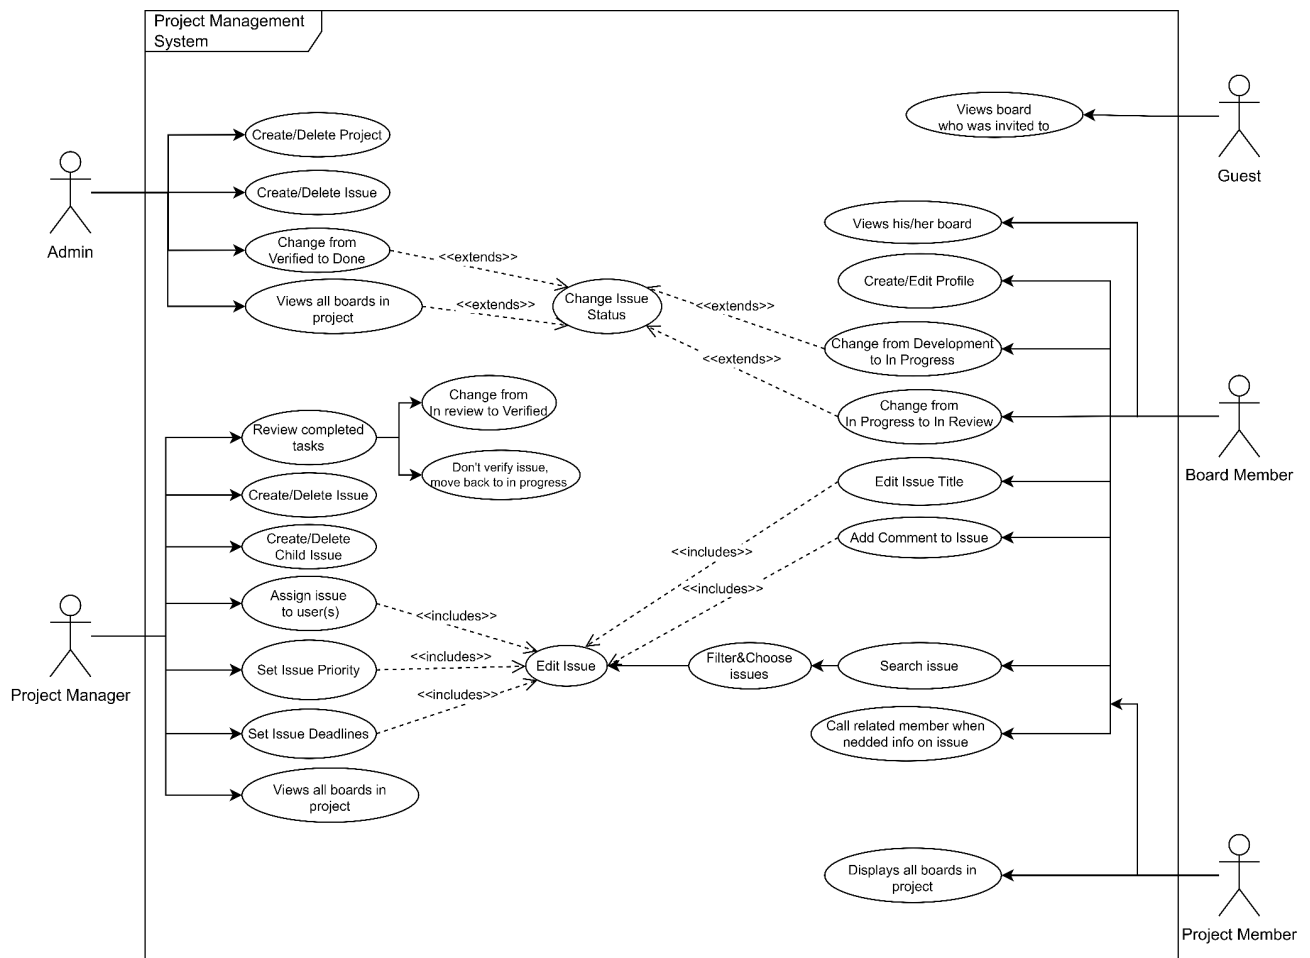 Project Management
System
Create/Delete Project
Create/Delete Issue
Change from
Verified to Done
Views all boards in
project
Admin
<<extends>>
<<extends>>
Change Issue
Status
<<extends>>
<<extends>>
Views board
who was invited to
Guest
Views his/her board
Create/Edit Profile
Change from Development
to In Progress
Change from
In Progress to In Review
Board Member
Edit Issue Title
Add Comment to Issue
Review completed
tasks
Change from
In review to Verified
Don't verify issue,
move back to in progress
Create/Delete Issue
Create/Delete
Child Issue
Assign issue
to user(s)
Set Issue Priority
Set Issue Deadlines
Views all boards in
project
Project Manager
<<includes>>
<<includes>>
<<includes>>
<<includes>>
<<includes>>
Edit Issue
Filter&Choose
issues
Search issue
Call related member when
nedded info on issue
Displays all boards in
project
Project Member